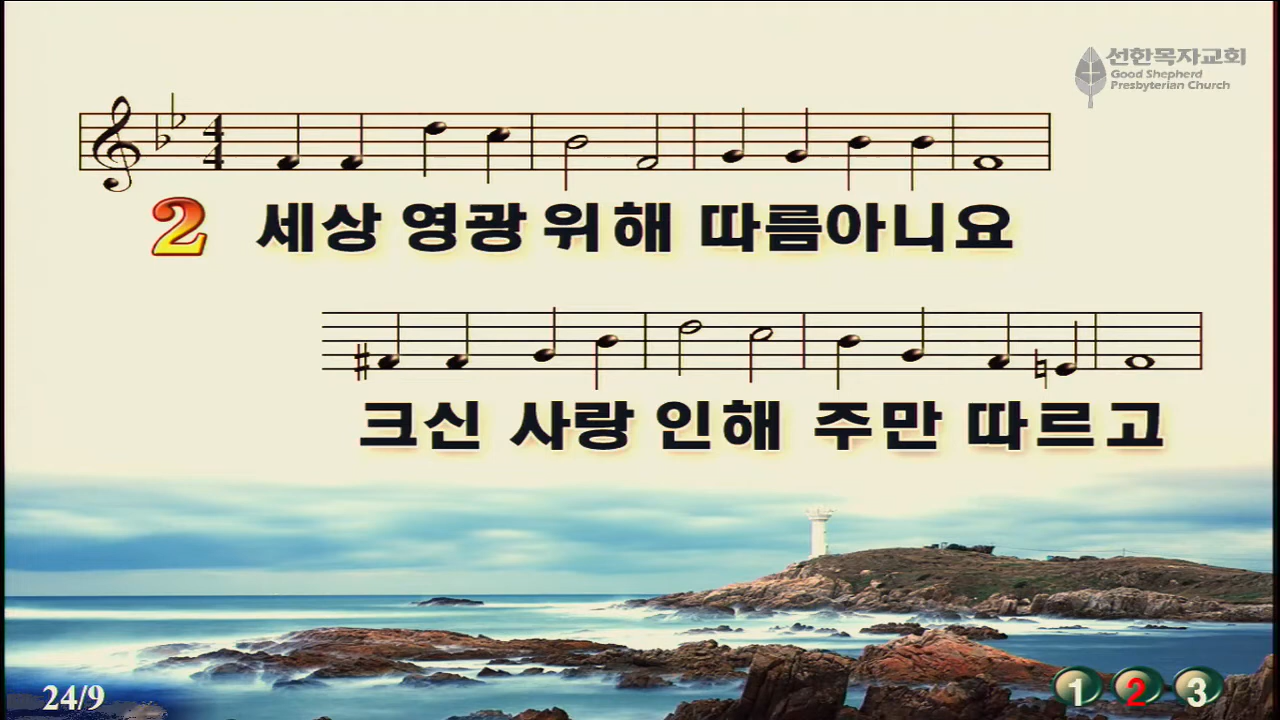 선한목자교회
Good Shepherd
Presbyterian Church
4
4
2 세상 영광 위해 따름아니요
크신 사랑 인해 주만 따르고
24/9
1 2 3